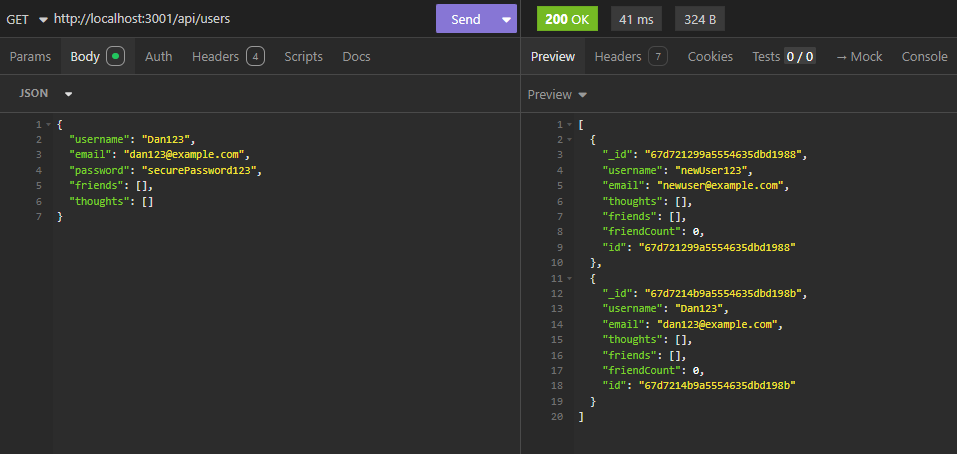 GET http://localhost:3001/api/users Send
200 OK 41 ms 324 B
Params Body Auth Headers 4 Scripts Docs
Preview Headers 7 Cookies Tests 0 / 0 → Mock Console
JSON
Preview
1 {
2 "username": "Dan123",
3 "email": "dan123@example.com",
4 "password": "securePassword123",
5 "friends": [],
6 "thoughts": []
7 }
1 [
2 {
3 "_id": "67d721299a5554635dbd1988",
4 "username": "newUser123",
5 "email": "newuser@example.com",
6 "thoughts": [],
7 "friends": [],
8 "friendCount": 0,
9 "id": "67d721299a5554635dbd1988"
10 },
11 {
12 "_id": "67d7214b9a5554635dbd198b",
13 "username": "Dan123",
14 "email": "dan123@example.com",
15 "thoughts": [],
16 "friends": [],
17 "friendCount": 0,
18 "id": "67d7214b9a5554635dbd198b"
19 }
20 ]